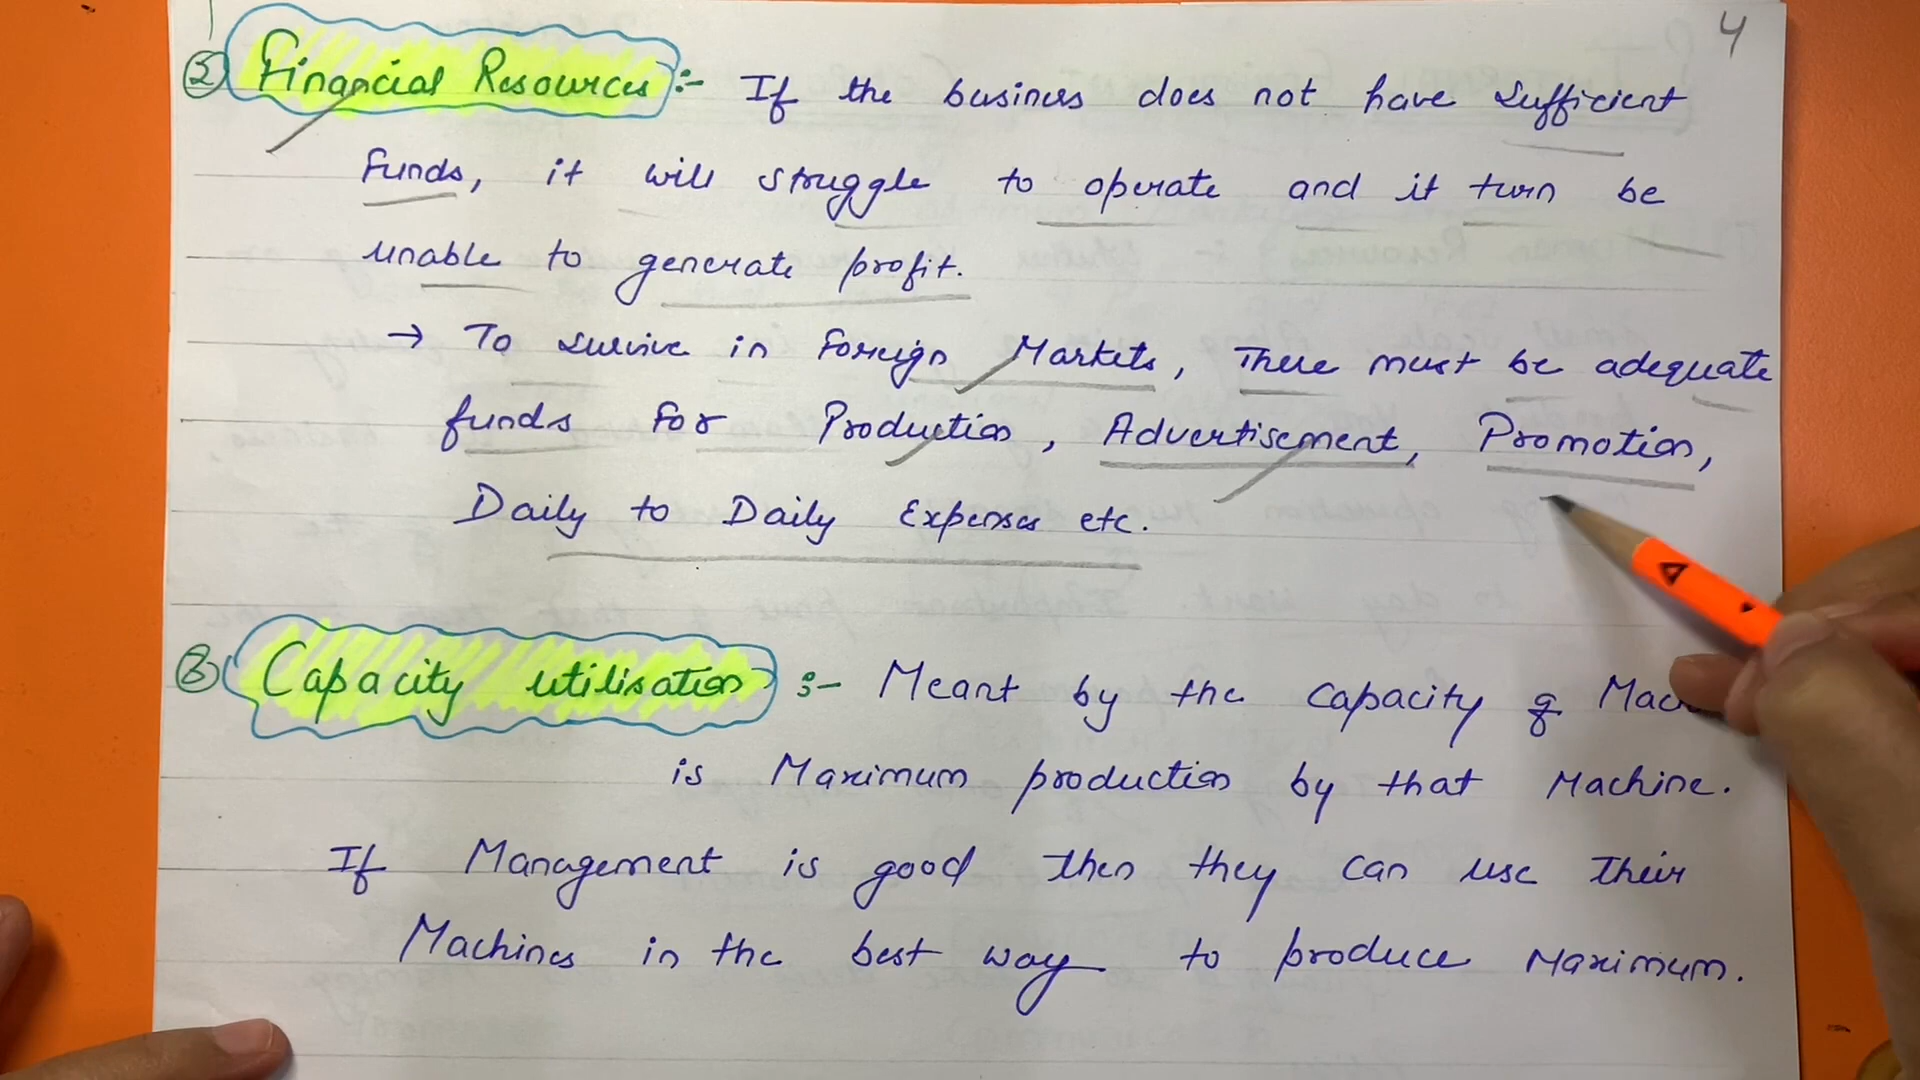 4
② Financial Resources :- If the business does not have sufficient
funds, it will struggle to operate and it turn be
unable to generate profit.
→ To survive in Foreign Markets, There must be adequate
funds For Production, Advertisement, Promotion,
Daily to Daily Expenses etc.
③ Capacity utilisation :- Meant by the capacity of
is Maximum production by that Machine.
If Management is good then they can use their
Machines in the best way to produce Maximum.